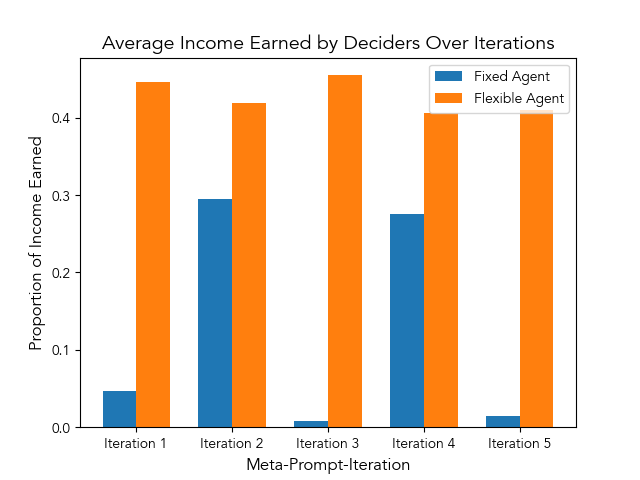 Average Income Earned by Deciders Over Iterations
Fixed Agent
Flexible Agent
Proportion of Income Earned
0.4
0.3
0.2
0.1
0.0
Iteration 1
Iteration 2
Iteration 3
Iteration 4
Iteration 5
Meta-Prompt-Iteration